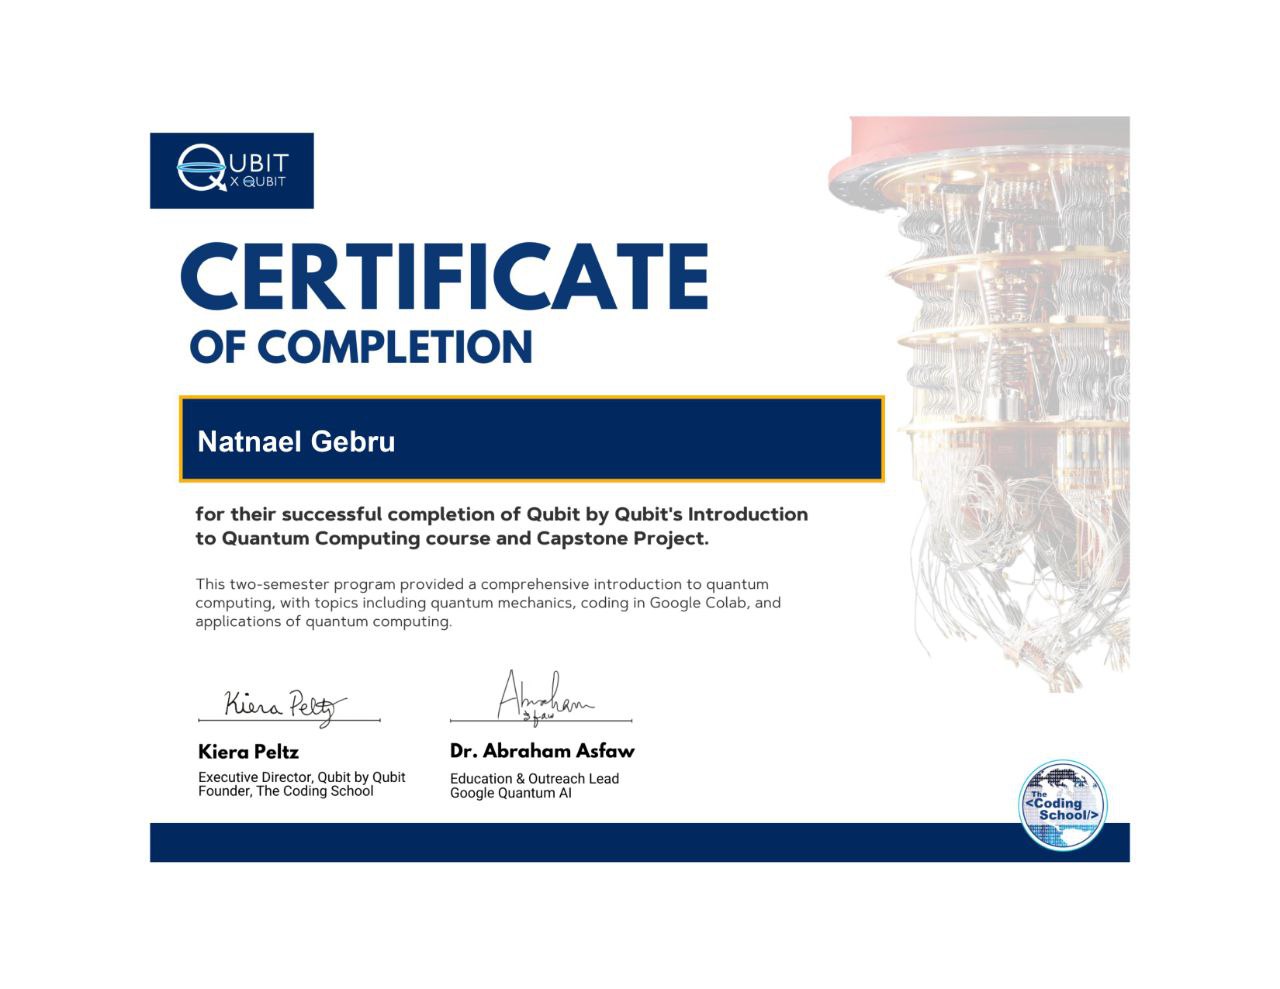 QUBIT
X QUBIT
CERTIFICATE
OF COMPLETION
Natnael Gebru
for their successful completion of Qubit by Qubit's Introduction
to Quantum Computing course and Capstone Project.
This two-semester program provided a comprehensive introduction to quantum
computing, with topics including quantum mechanics, coding in Google Colab, and
applications of quantum computing.
Kiera Peltz
Abraham
Asfaw
Kiera Peltz
Executive Director, Qubit by Qubit
Founder, The Coding School
Dr. Abraham Asfaw
Education & Outreach Lead
Google Quantum AI
The
<Coding
School/>